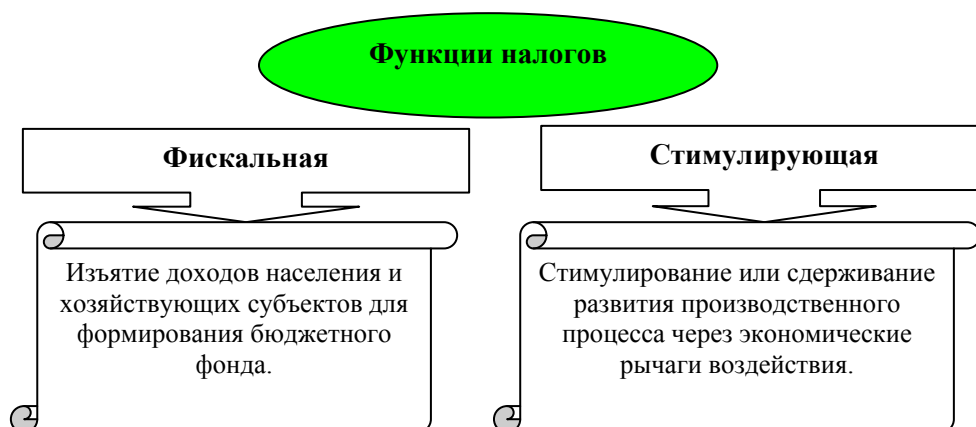 Функции налогов
Фискальная
Изъятие доходов населения и
хозяйствующих субъектов для
формирования бюджетного
фонда.
Стимулирующая
Стимулирование или сдерживание
развития производственного
процесса через экономические
рычаги воздействия.